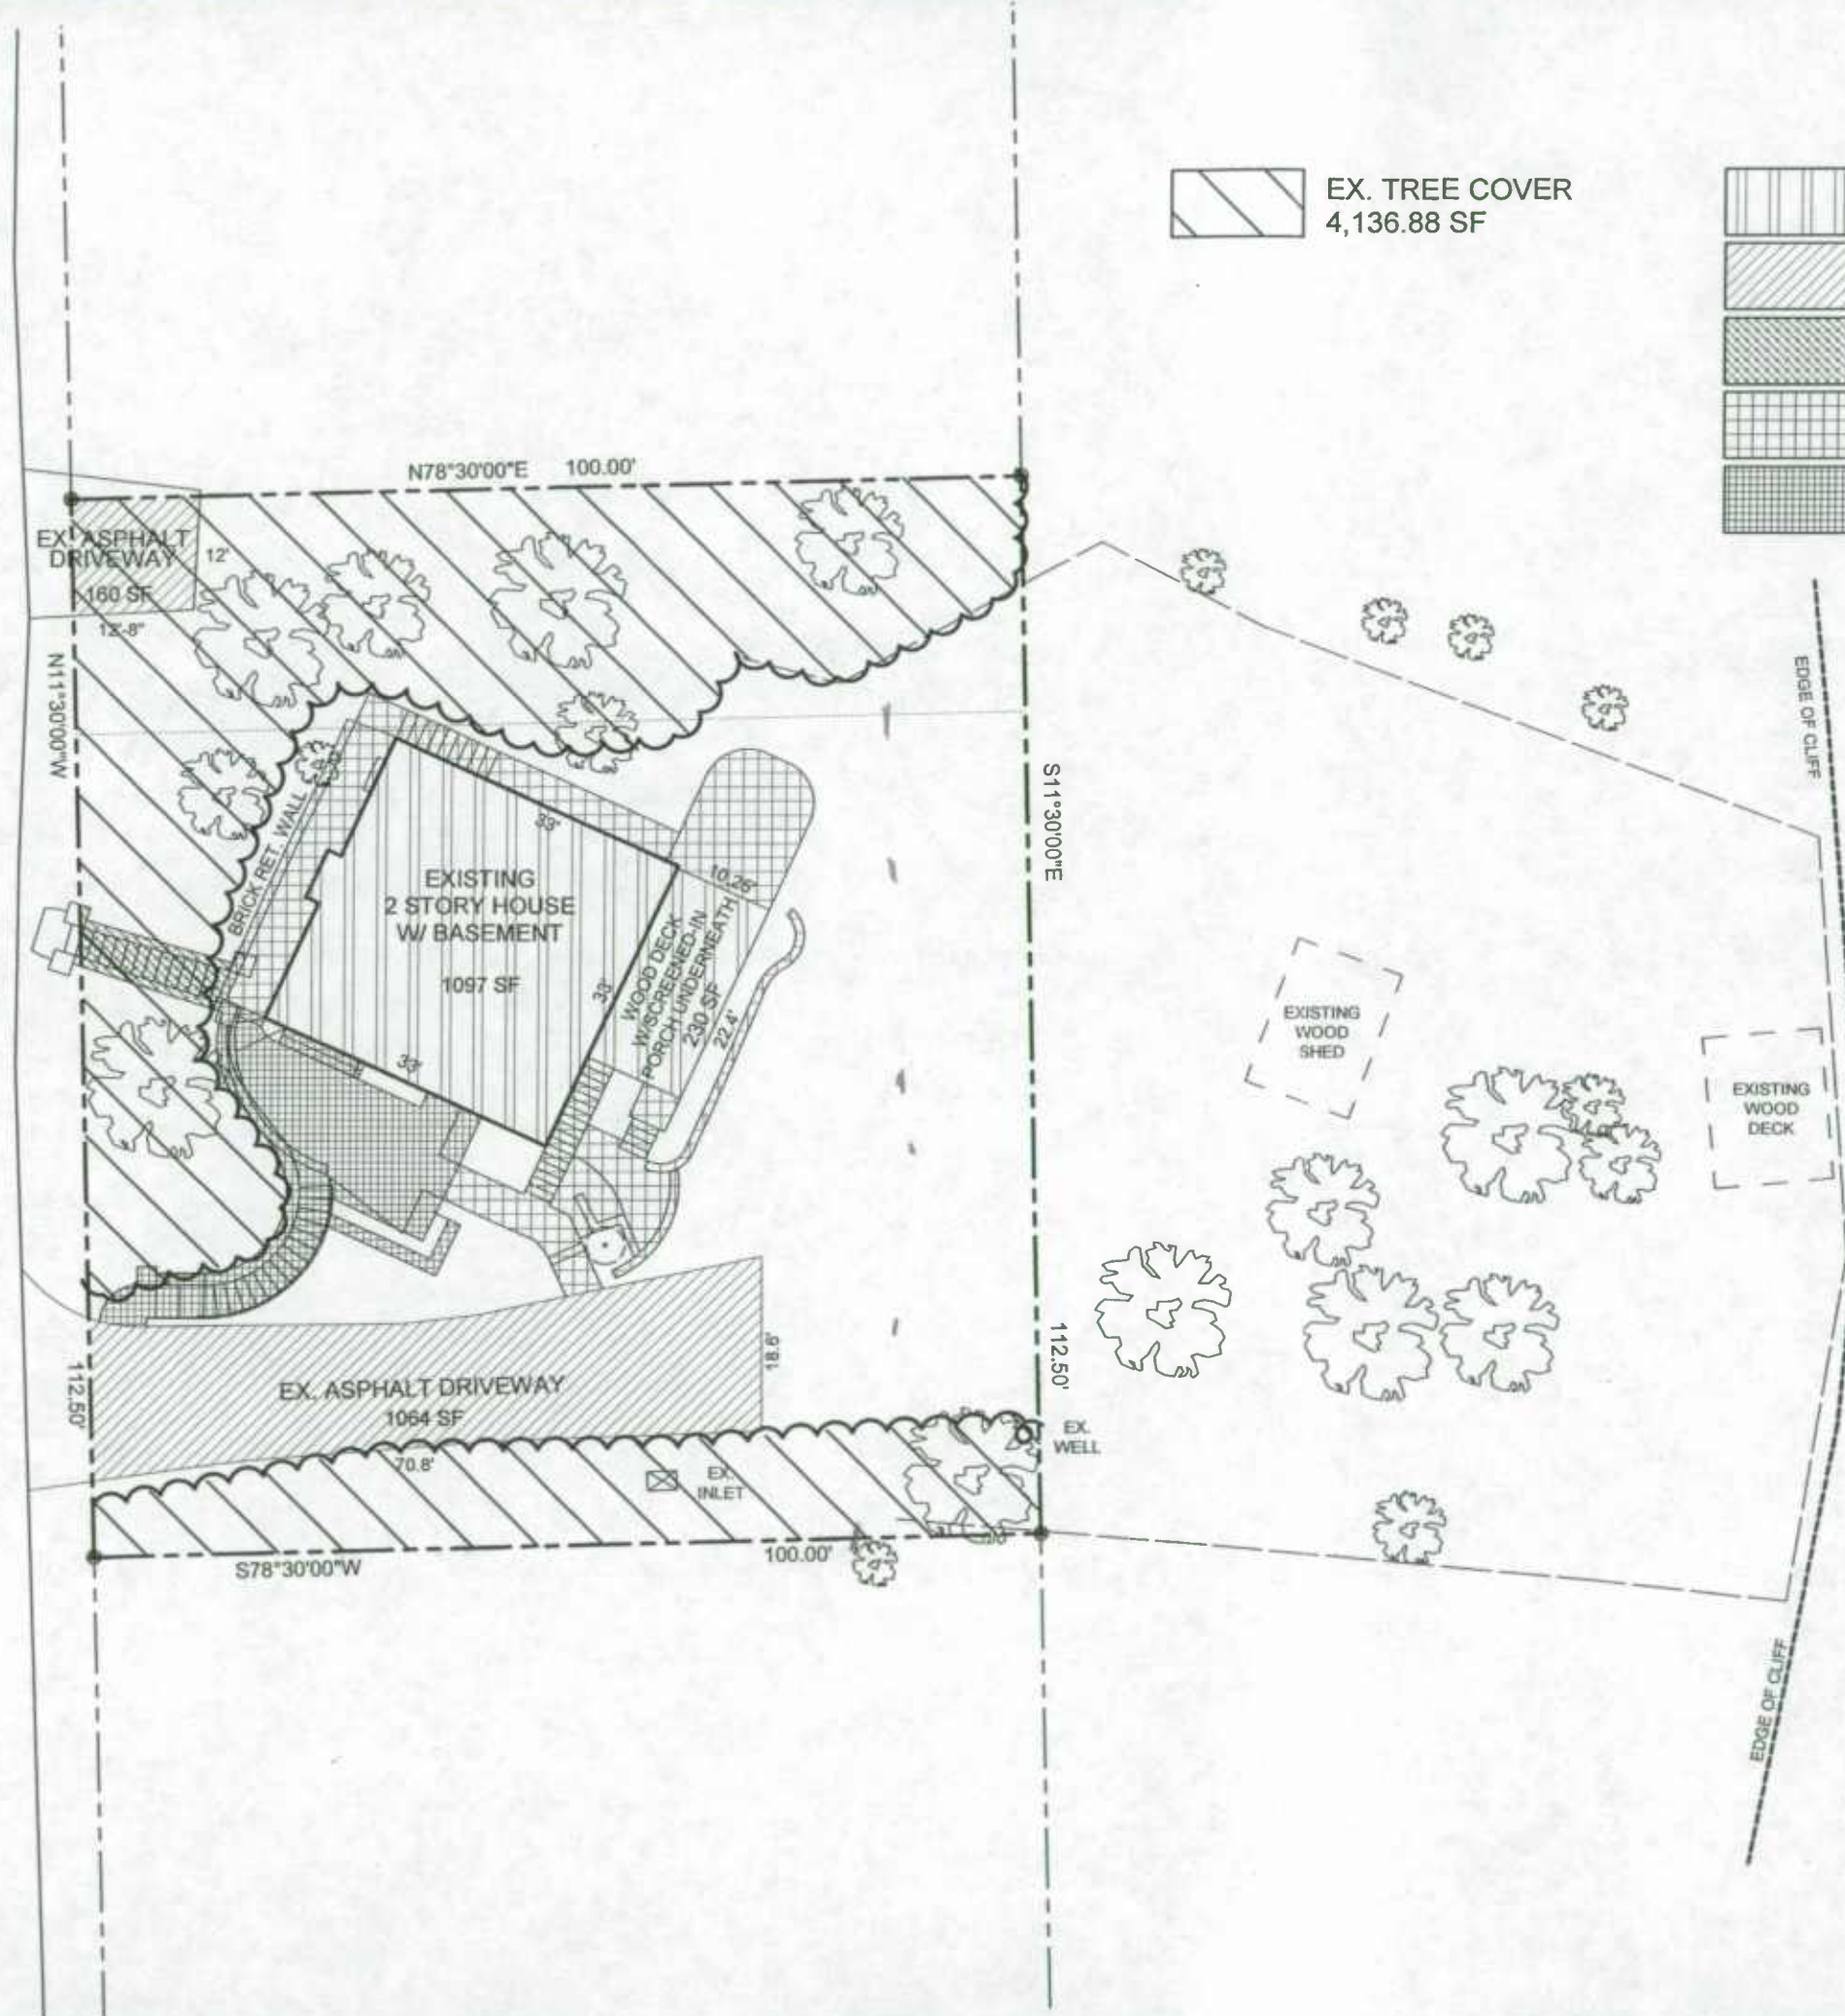 EX. TREE COVER
4,136.88 SF
N78°30'00"E 100.00'
EX. ASPHALT
DRIVEWAY
160 SF
12'
12'-8"
N11°30'00"W
EDGE OF CLIFF
BRICK RET. WALL
33'
S11°30'00"E
EXISTING
2 STORY HOUSE
W/ BASEMENT
1097 SF
10.26'
WOOD DECK
W/SCREENED-IN
PORCH UNDERNEATH
230 SF
22.4'
33'
33'
EXISTING
WOOD
SHED
EXISTING
WOOD
DECK
112.50'
18.6'
112.50'
EX. ASPHALT DRIVEWAY
1064 SF
EX.
WELL
70.8'
EX.
INLET
S78°30'00"W
100.00'
EDGE OF CLIFF